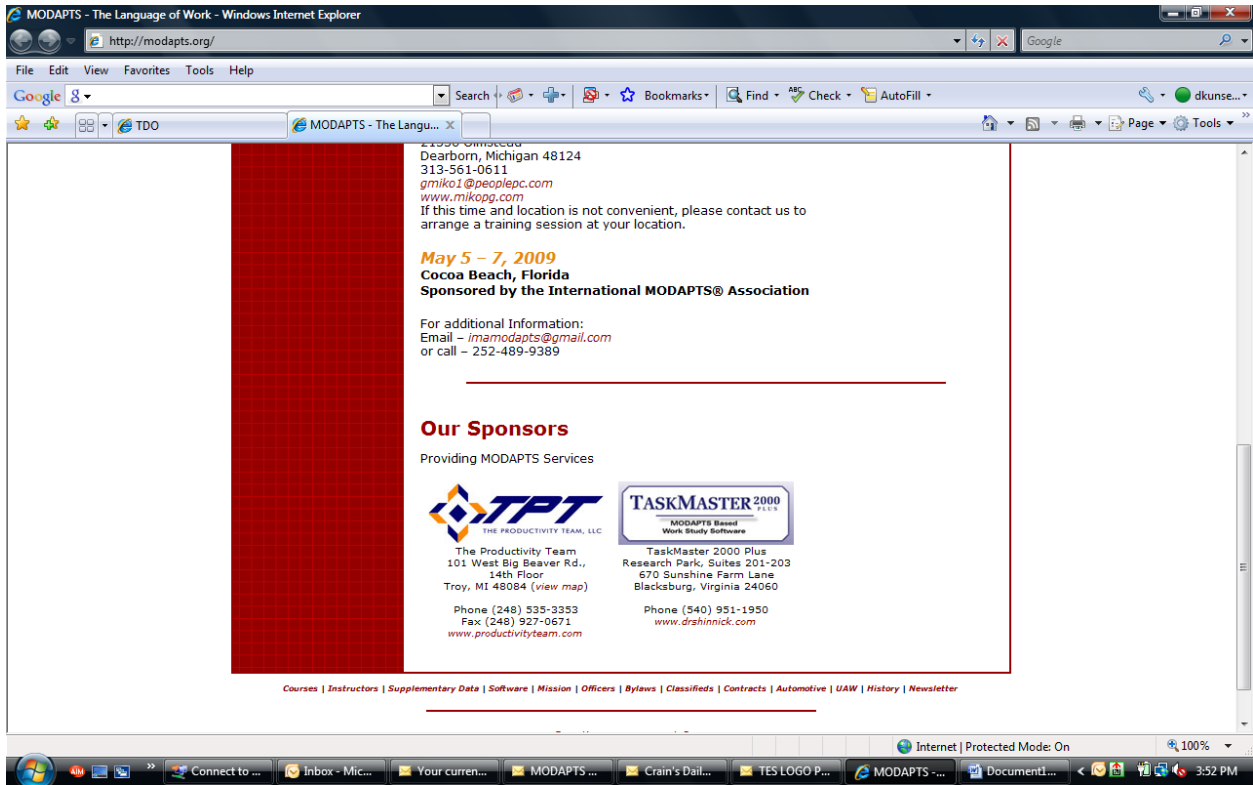 MODAPTS - The Language of Work - Windows Internet Explorer
http://modapts.org/
Google
File Edit View Favorites Tools Help
Google Search Bookmarks Find Check AutoFill dkunse...
TDO MODAPTS - The Langu... Page Tools
Dearborn, Michigan 48124
313-561-0611
gmiko1@peoplepc.com
www.mikopg.com
If this time and location is not convenient, please contact us to
arrange a training session at your location.
May 5 – 7, 2009
Cocoa Beach, Florida
Sponsored by the International MODAPTS® Association
For additional Information:
Email – imamodapts@gmail.com
or call – 252-489-9389
Our Sponsors
Providing MODAPTS Services
TPT
THE PRODUCTIVITY TEAM, LLC
The Productivity Team
101 West Big Beaver Rd.,
14th Floor
Troy, MI 48084 (view map)
Phone (248) 535-3353
Fax (248) 927-0671
www.productivityteam.com
TASKMASTER 2000
PLUS
MODAPTS Based
Work Study Software
TaskMaster 2000 Plus
Research Park, Suites 201-203
670 Sunshine Farm Lane
Blacksburg, Virginia 24060
Phone (540) 951-1950
www.drshinnick.com
Courses | Instructors | Supplementary Data | Software | Mission | Officers | Bylaws | Classifieds | Contracts | Automotive | UAW | History | Newsletter
Internet | Protected Mode: On 100%
Connect to ... Inbox - Mic... Your curren... MODAPTS ... Crain's Dail... TES LOGO P... MODAPTS -... Document1... 3:52 PM